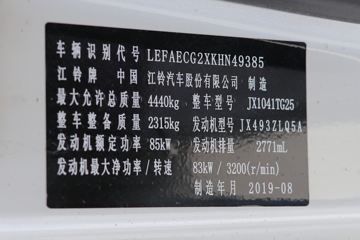 车辆识别代号 LEFAECG2XKHN49385
江铃牌 中国 江铃汽车股份有限公司 制造
最大允许总质量 4440kg 整车型号 JX1041TG25
整车整备质量 2315kg 发动机型号 JX493ZLQ5A
发动机额定功率 85kW 发动机排量 2771mL
发动机最大净功率/转速 83kW/3200(r/min)
制造年月 2019-08